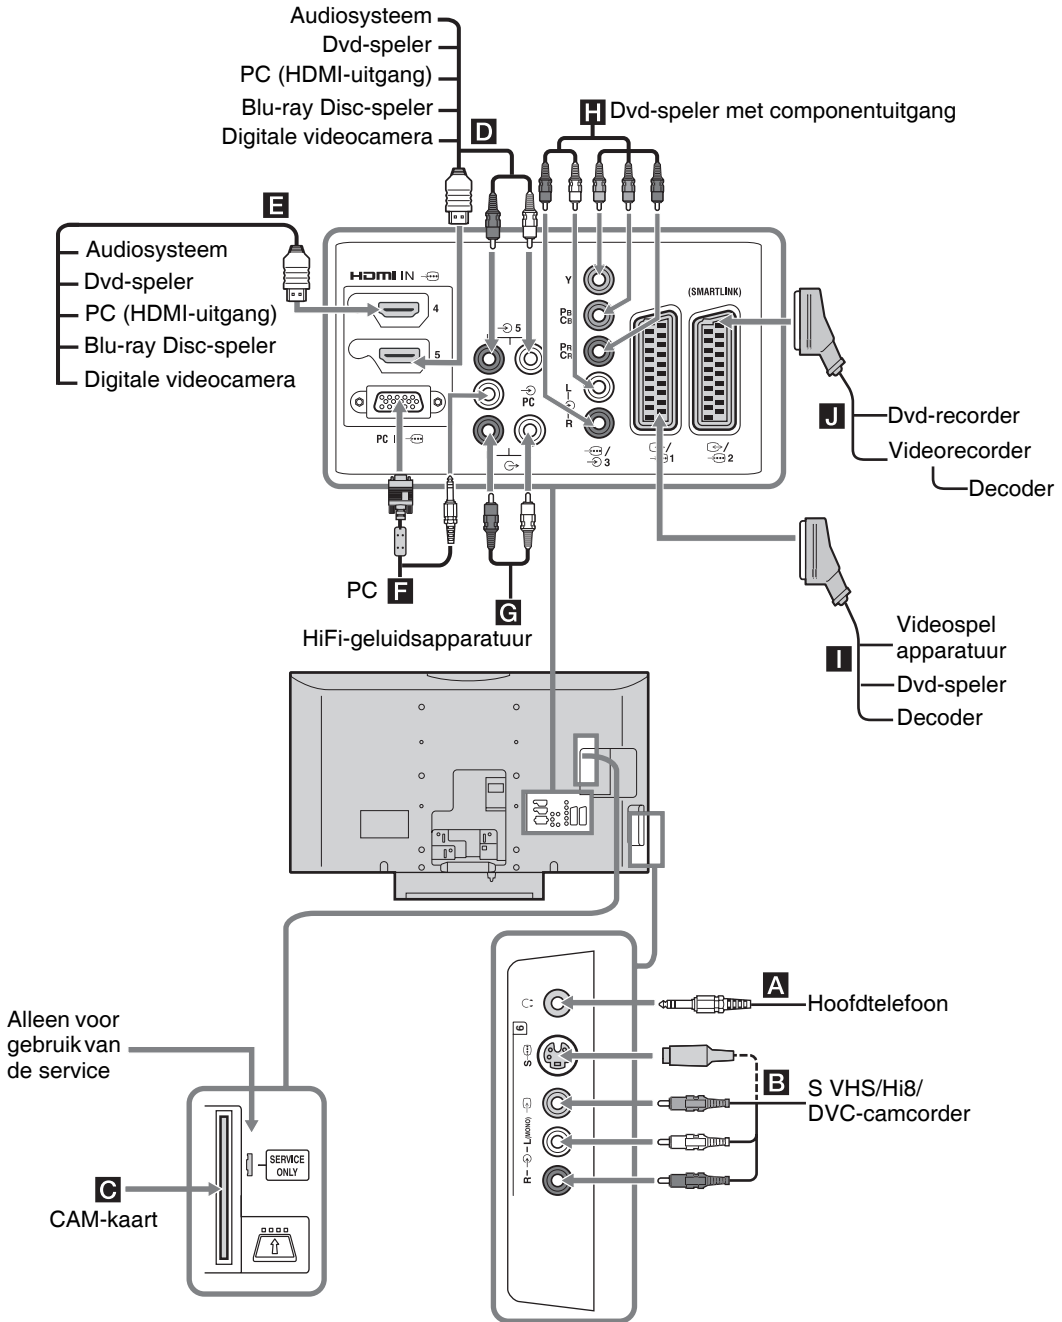 Audiosysteem
Dvd-speler
PC (HDMI-uitgang)
Blu-ray Disc-speler
Digitale videocamera
D
H Dvd-speler met componentuitgang
E
Audiosysteem
Dvd-speler
PC (HDMI-uitgang)
Blu-ray Disc-speler
Digitale videocamera
HDMI IN
4
5
PC I
5
PC
Y
PB
CB
PR
CR
L
R
3
(SMARTLINK)
1
2
J
Dvd-recorder
Videorecorder
Decoder
PC F
G
HiFi-geluidsapparatuur
I
Videospel
apparatuur
Dvd-speler
Decoder
Alleen voor
gebruik van
de service
SERVICE
ONLY
C
CAM-kaart
6
S
L(MONO)
R
A
Hoofdtelefoon
B
S VHS/Hi8/
DVC-camcorder